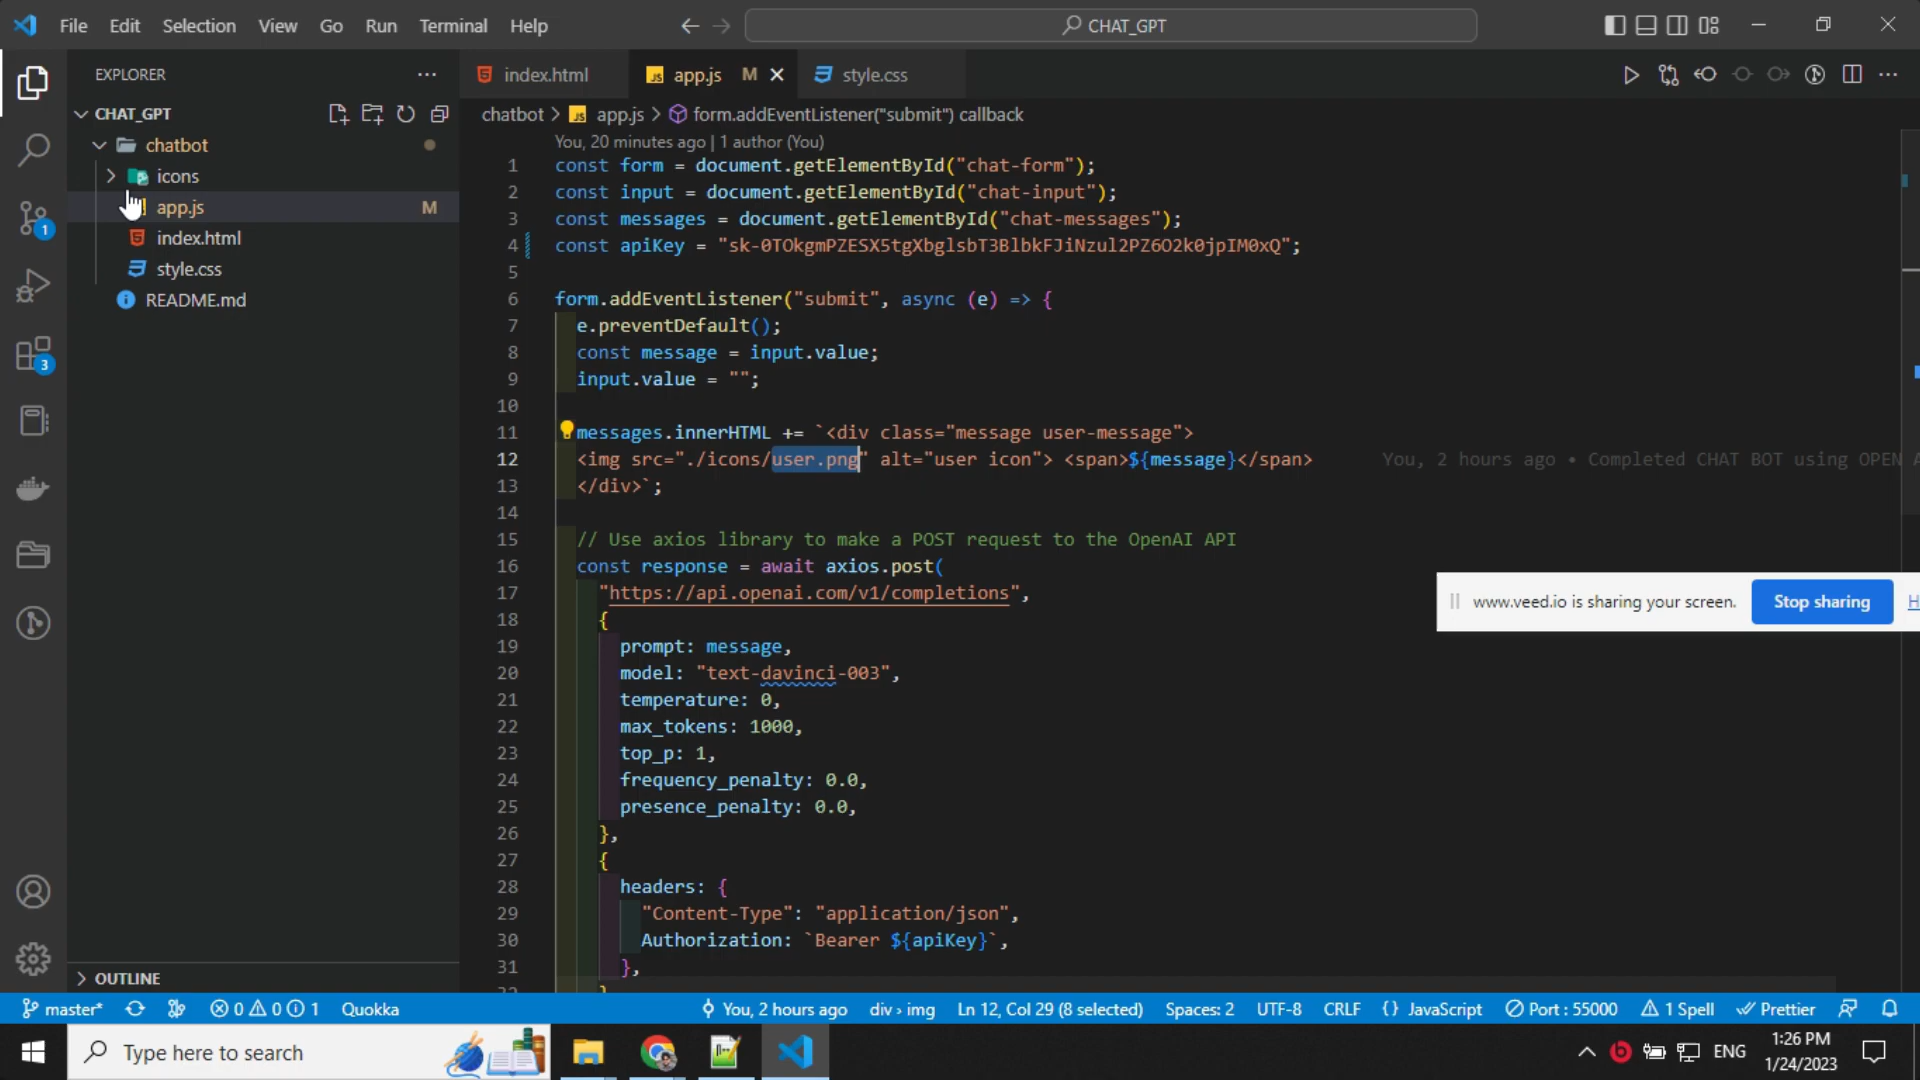 File Edit Selection View Go Run Terminal Help
CHAT_GPT
EXPLORER
CHAT_GPT
chatbot
icons
app.js M
index.html
style.css
README.md
OUTLINE
index.html
app.js M
style.css
chatbot > app.js > form.addEventListener("submit") callback
You, 20 minutes ago | 1 author (You)
1 const form = document.getElementById("chat-form");
2 const input = document.getElementById("chat-input");
3 const messages = document.getElementById("chat-messages");
4 const apiKey = "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";
5
6 form.addEventListener("submit", async (e) => {
7 e.preventDefault();
8 const message = input.value;
9 input.value = "";
10
11 messages.innerHTML += `<div class="message user-message">
12 <img src="./icons/user.png" alt="user icon"> <span>${message}</span> You, 2 hours ago • Completed CHAT BOT using OPEN A
13 </div>`;
14
15 // Use axios library to make a POST request to the OpenAI API
16 const response = await axios.post(
17 "https://api.openai.com/v1/completions",
18 {
19 prompt: message,
20 model: "text-davinci-003",
21 temperature: 0,
22 max_tokens: 1000,
23 top_p: 1,
24 frequency_penalty: 0.0,
25 presence_penalty: 0.0,
26 },
27 {
28 headers: {
29 "Content-Type": "application/json",
30 Authorization: `Bearer ${apiKey}`,
31 },
www.veed.io is sharing your screen. Stop sharing H
1
3
master* 0 0 1 Quokka You, 2 hours ago div › img Ln 12, Col 29 (8 selected) Spaces: 2 UTF-8 CRLF {} JavaScript Port : 55000 1 Spell Prettier
Type here to search
ENG
1:26 PM
1/24/2023